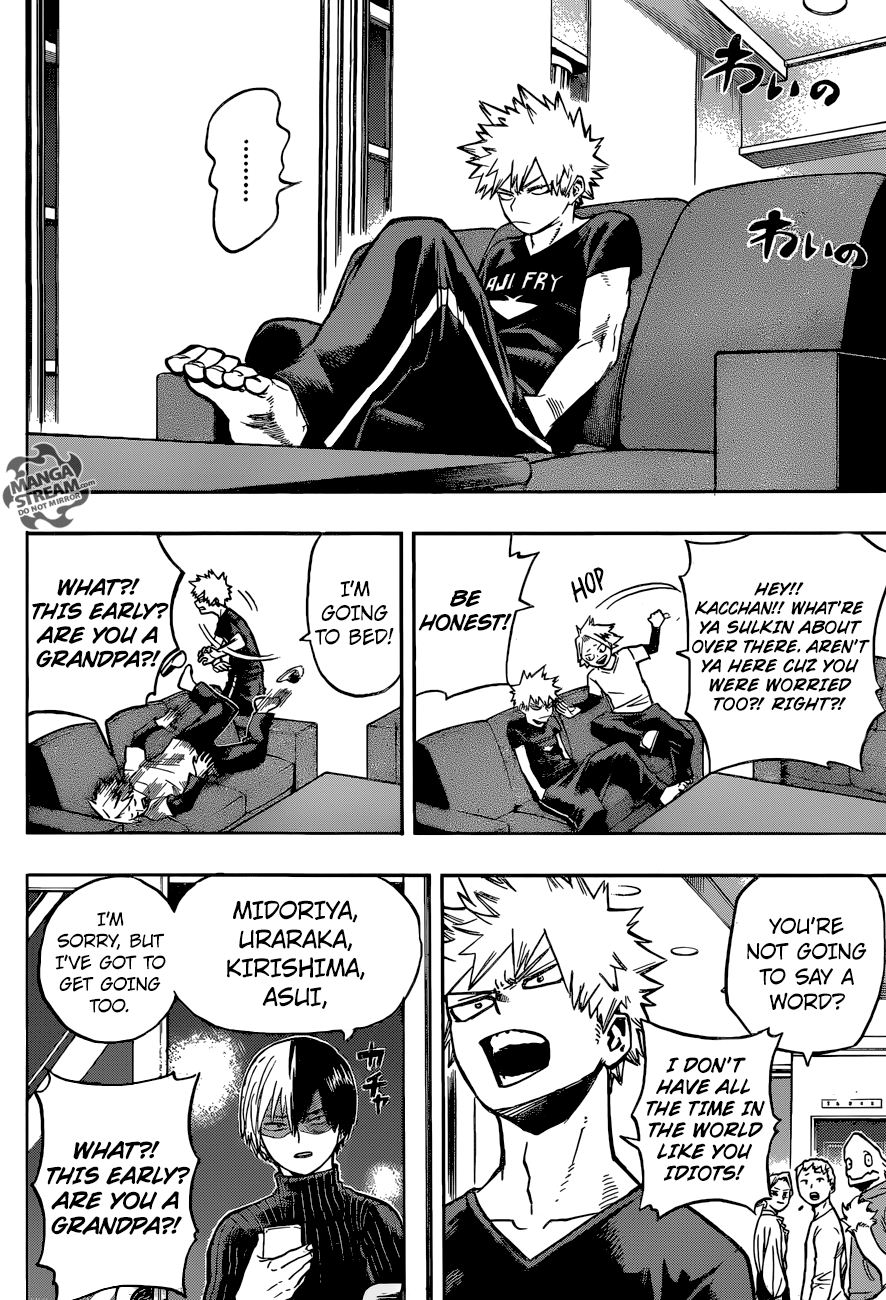 わいの
………
わいの
AJI FRY
MANGA
STREAM.com
DO NOT MIRROR
HEY!!
KACCHAN!! WHAT'RE
YA SULKIN ABOUT
OVER THERE. AREN'T
YA HERE CUZ YOU
WERE WORRIED
TOO?! RIGHT?!
HOP
BE
HONEST!
I'M
GOING
TO BED!
WHAT?!
THIS EARLY?
ARE YOU A
GRANDPA?!
YOU'RE
NOT GOING
TO SAY A
WORD?
I DON'T
HAVE ALL
THE TIME IN
THE WORLD
LIKE YOU
IDIOTS!
MIDORIYA,
URARAKA,
KIRISHIMA,
ASUI,
ガチャ
I'M
SORRY, BUT
I'VE GOT TO
GET GOING
TOO.
WHAT?!
THIS EARLY?
ARE YOU A
GRANDPA?!